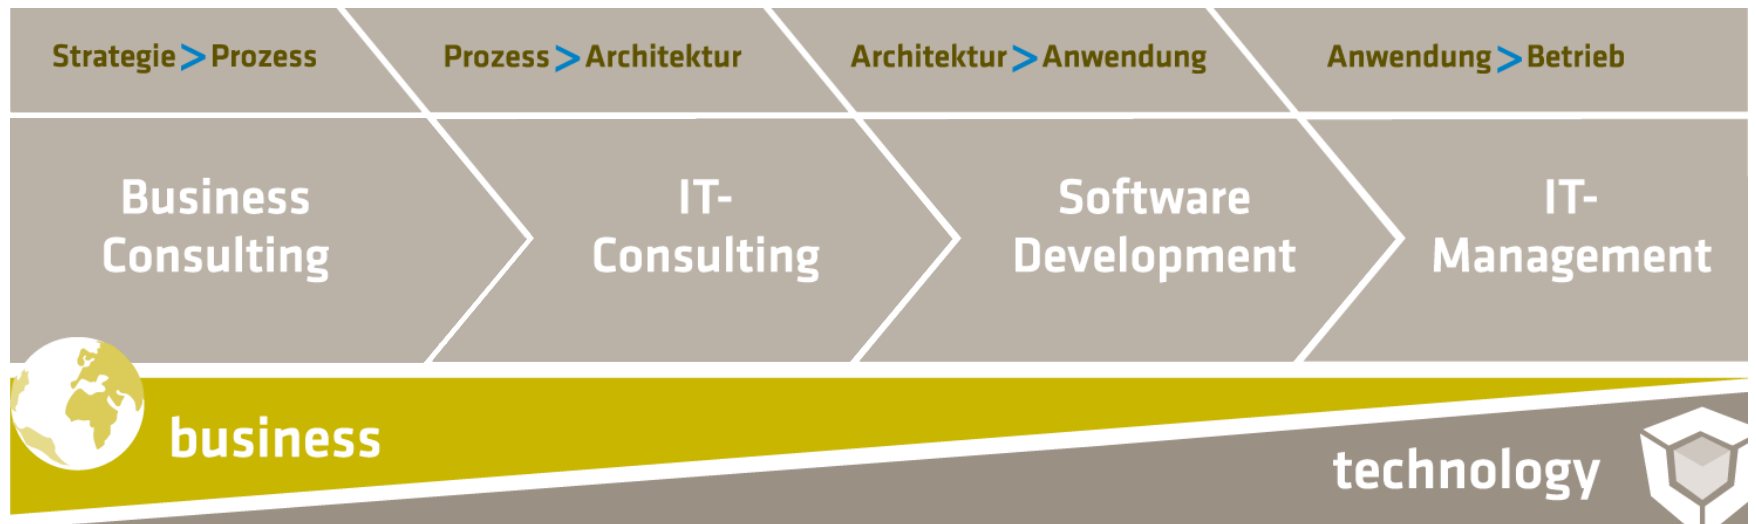 Strategie > Prozess
Prozess > Architektur
Architektur > Anwendung
Anwendung > Betrieb
Business
Consulting
IT-
Consulting
Software
Development
IT-
Management
business
technology